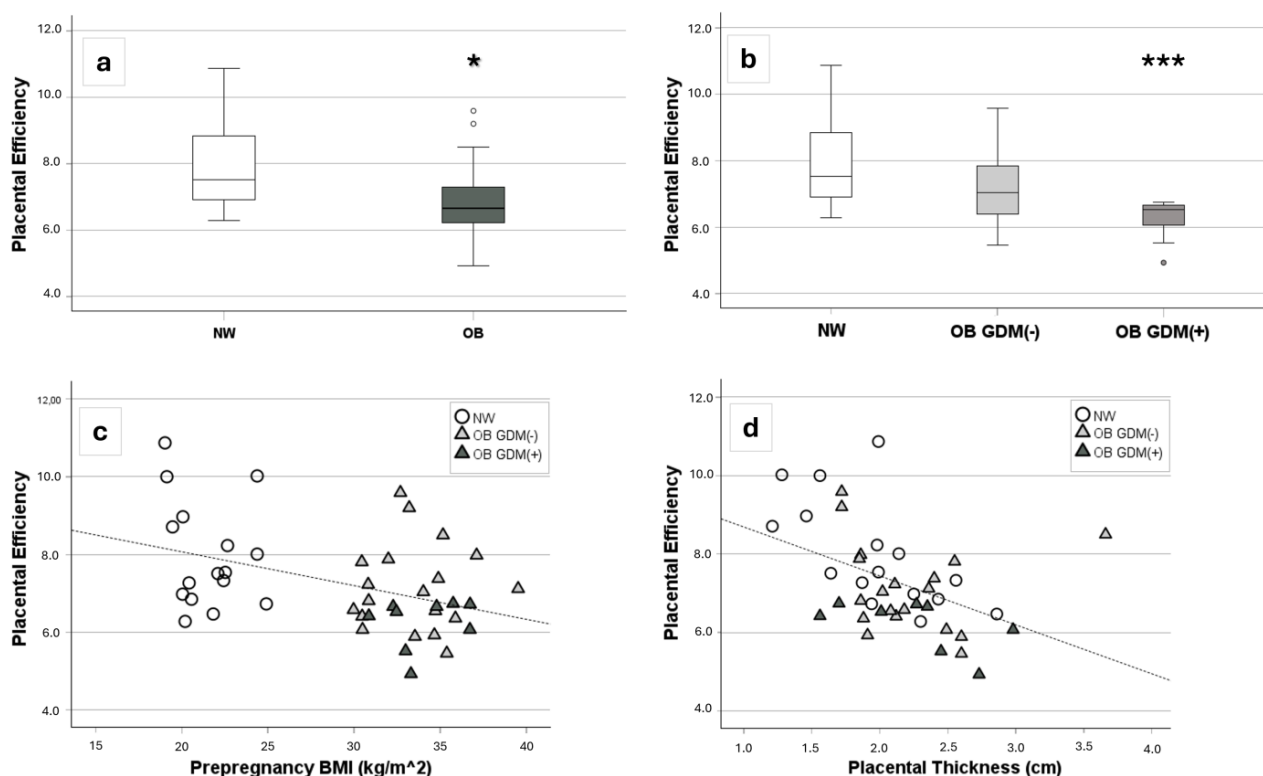 12.0
10.0
8.0
6.0
4.0
Placental Efficiency
a
*
NW
OB
12.0
10.0
8.0
6.0
4.0
Placental Efficiency
b
***
NW
OB GDM(-)
OB GDM(+)
12,00
10.0
8.0
6.0
4.0
Placental Efficiency
c
NW
OB GDM(-)
OB GDM(+)
15 20 25 30 35 40
Prepregnancy BMI (kg/m^2)
12.0
10.0
8.0
6.0
4.0
Placental Efficiency
d
NW
OB GDM(-)
OB GDM(+)
1.0 1.5 2.0 2.5 3.0 3.5 4.0
Placental Thickness (cm)